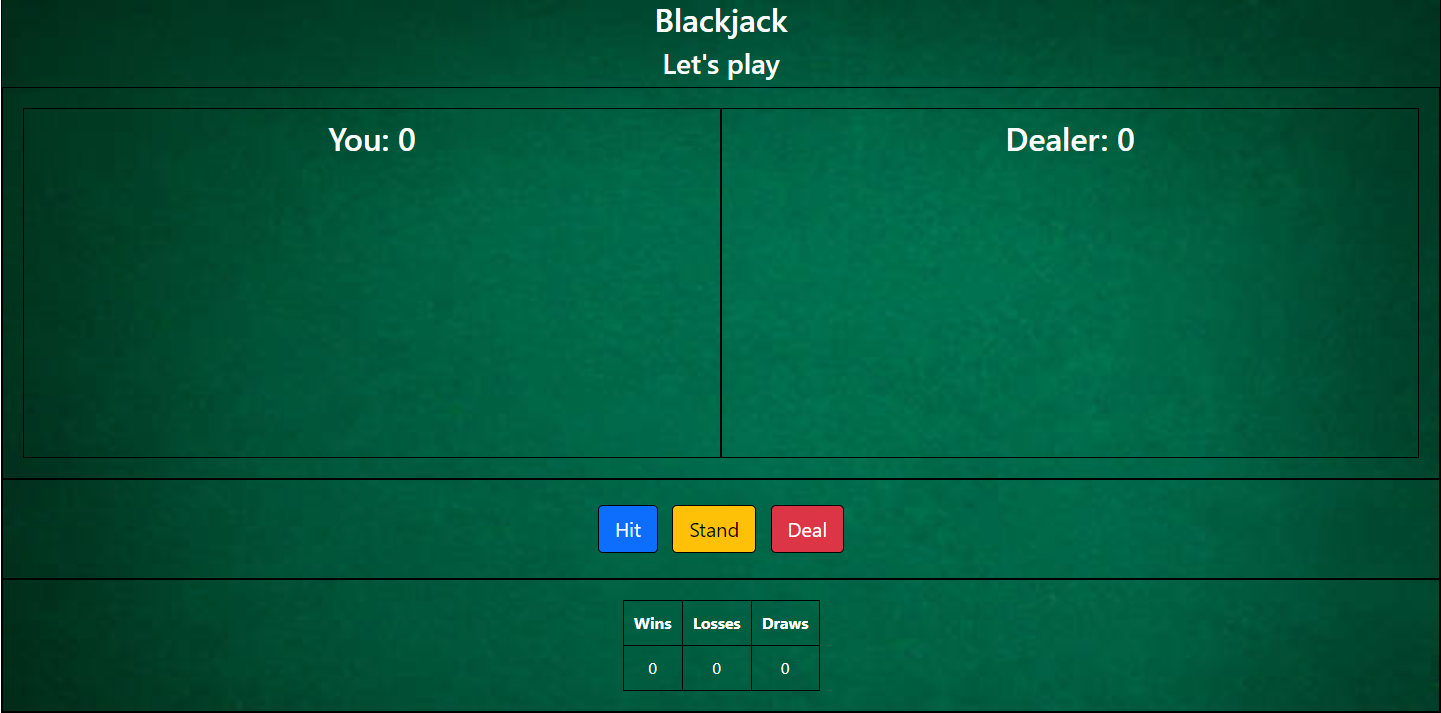 Blackjack
Let's play
You: 0
Dealer: 0
Hit
Stand
Deal
Wins Losses Draws
0 0 0